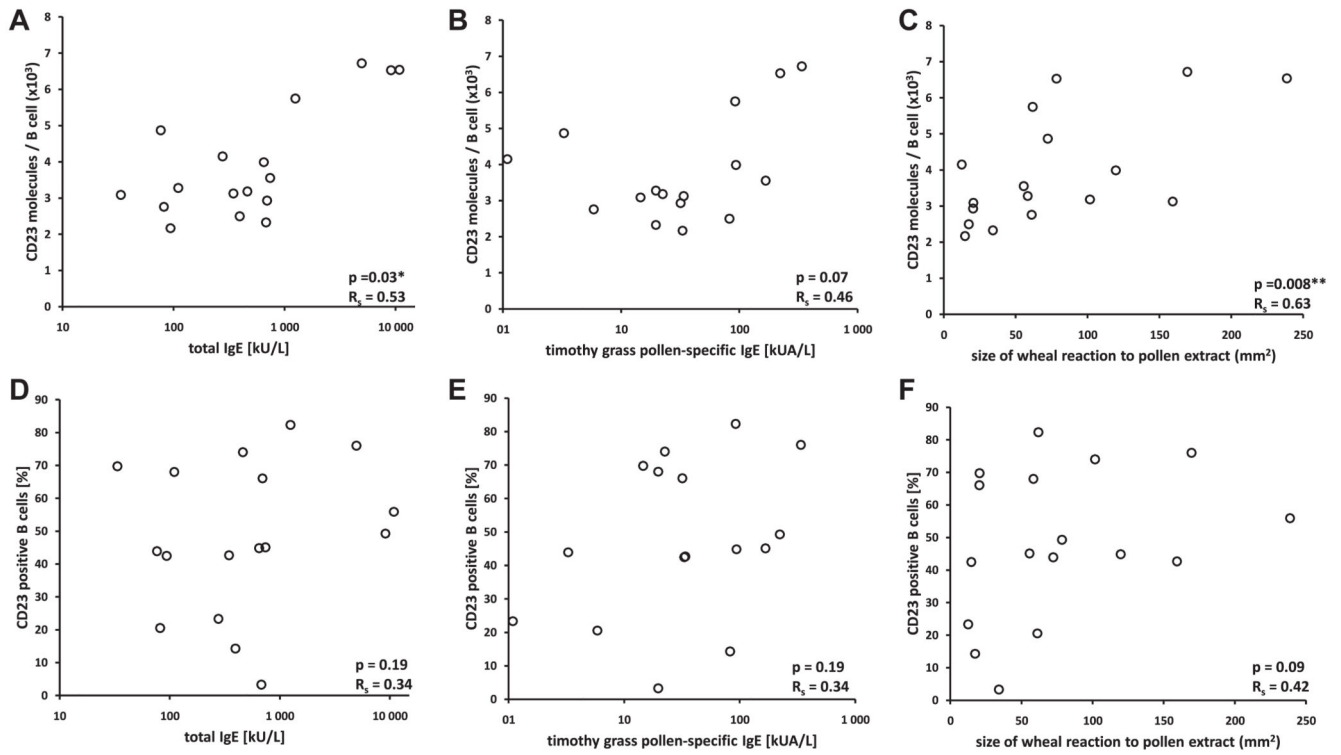 A
CD23 molecules / B cell (x10³)
8
7
6
5
4
3
2
1
0
10 100 1 000 10 000
total IgE [kU/L]
p =0.03*
Rs = 0.53
B
CD23 molecules / B cell (x10³)
8
7
6
5
4
3
2
1
0
01 10 100 1 000
timothy grass pollen-specific IgE [kUA/L]
p = 0.07
Rs = 0.46
C
CD23 molecules / B cell (x10³)
8
7
6
5
4
3
2
1
0
0 50 100 150 200 250
size of wheal reaction to pollen extract (mm²)
p =0.008**
Rs = 0.63
D
CD23 positive B cells [%]
90
80
70
60
50
40
30
20
10
0
10 100 1 000 10 000
total IgE [kU/L]
p = 0.19
Rs = 0.34
E
CD23 positive B cells [%]
90
80
70
60
50
40
30
20
10
0
01 10 100 1 000
timothy grass pollen-specific IgE [kUA/L]
p = 0.19
Rs = 0.34
F
CD23 positive B cells [%]
90
80
70
60
50
40
30
20
10
0
0 50 100 150 200 250
size of wheal reaction to pollen extract (mm²)
p = 0.09
Rs = 0.42